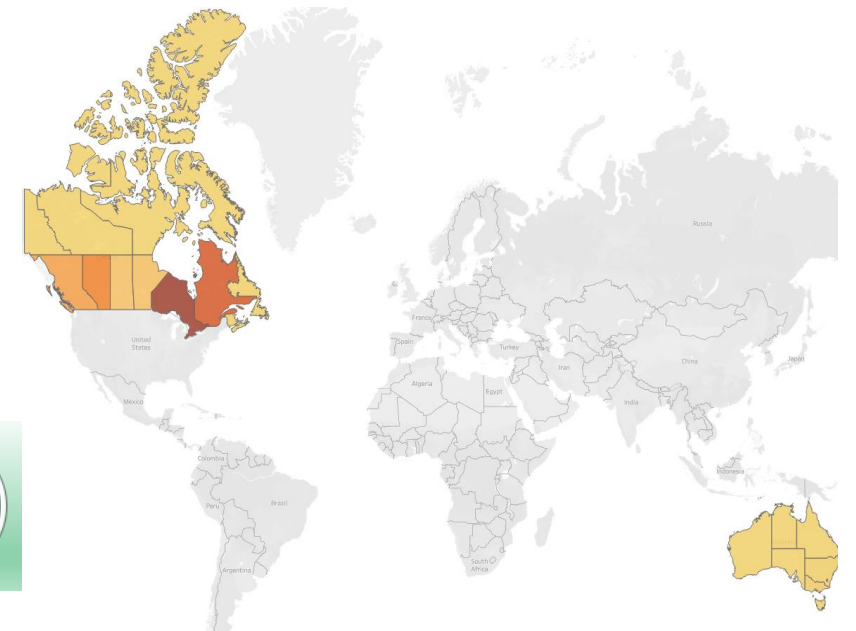 Russia
United
States
France
Spain
Turkey
China
Japan
Iran
Algeria
Egypt
India
Mexico
Colombia
Indonesia
Peru
Brazil
South
Africa
Argentina